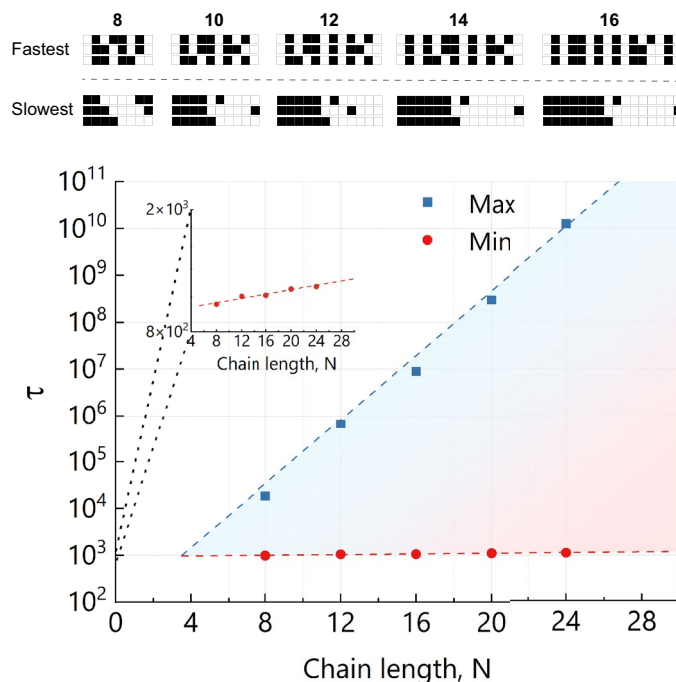 8 10 12 14 16
Fastest
Slowest
10¹¹
10¹⁰
10⁹
10⁸
10⁷
10⁶
10⁵
10⁴
10³
10²
τ
2×10³
8×10²
4 8 12 16 20 24 28
Chain length, N
Max
Min
0 4 8 12 16 20 24 28
Chain length, N